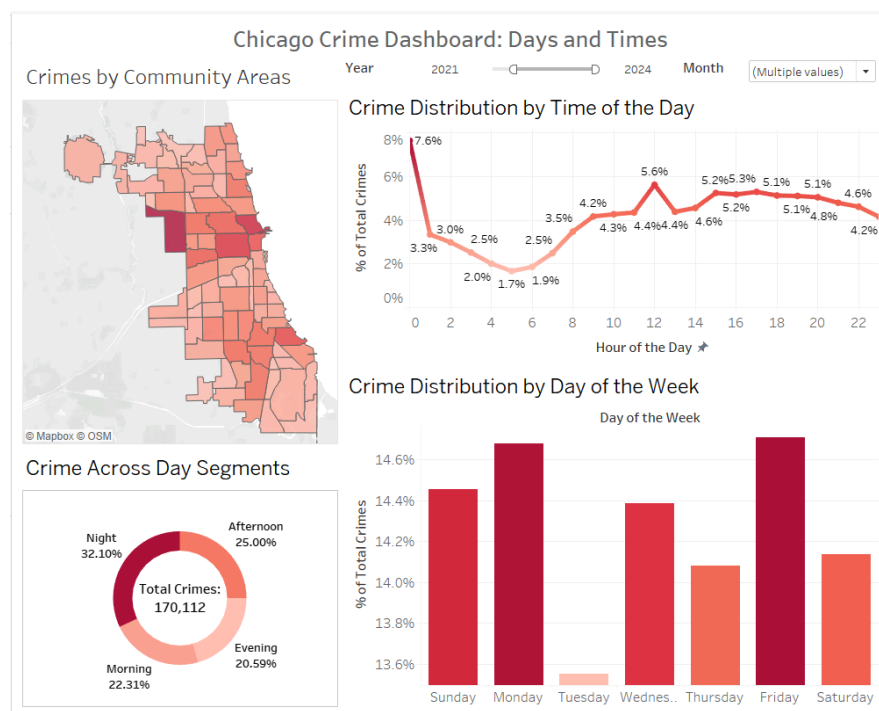 Chicago Crime Dashboard: Days and Times
Crimes by Community Areas
Year 2021 2024 Month (Multiple values)
© Mapbox © OSM
Crime Distribution by Time of the Day
% of Total Crimes
8%
6%
4%
2%
0%
7.6%
3.3%
3.0%
2.5%
2.0%
1.7%
1.9%
2.5%
3.5%
4.2%
4.3%
4.4%
5.6%
4.4%
4.6%
5.2%
5.2%
5.3%
5.1%
5.1%
5.1%
4.8%
4.6%
4.2%
0 2 4 6 8 10 12 14 16 18 20 22
Hour of the Day
Crime Across Day Segments
Night
32.10%
Afternoon
25.00%
Total Crimes:
170,112
Evening
20.59%
Morning
22.31%
Crime Distribution by Day of the Week
Day of the Week
% of Total Crimes
14.6%
14.4%
14.2%
14.0%
13.8%
13.6%
Sunday Monday Tuesday Wednes.. Thursday Friday Saturday